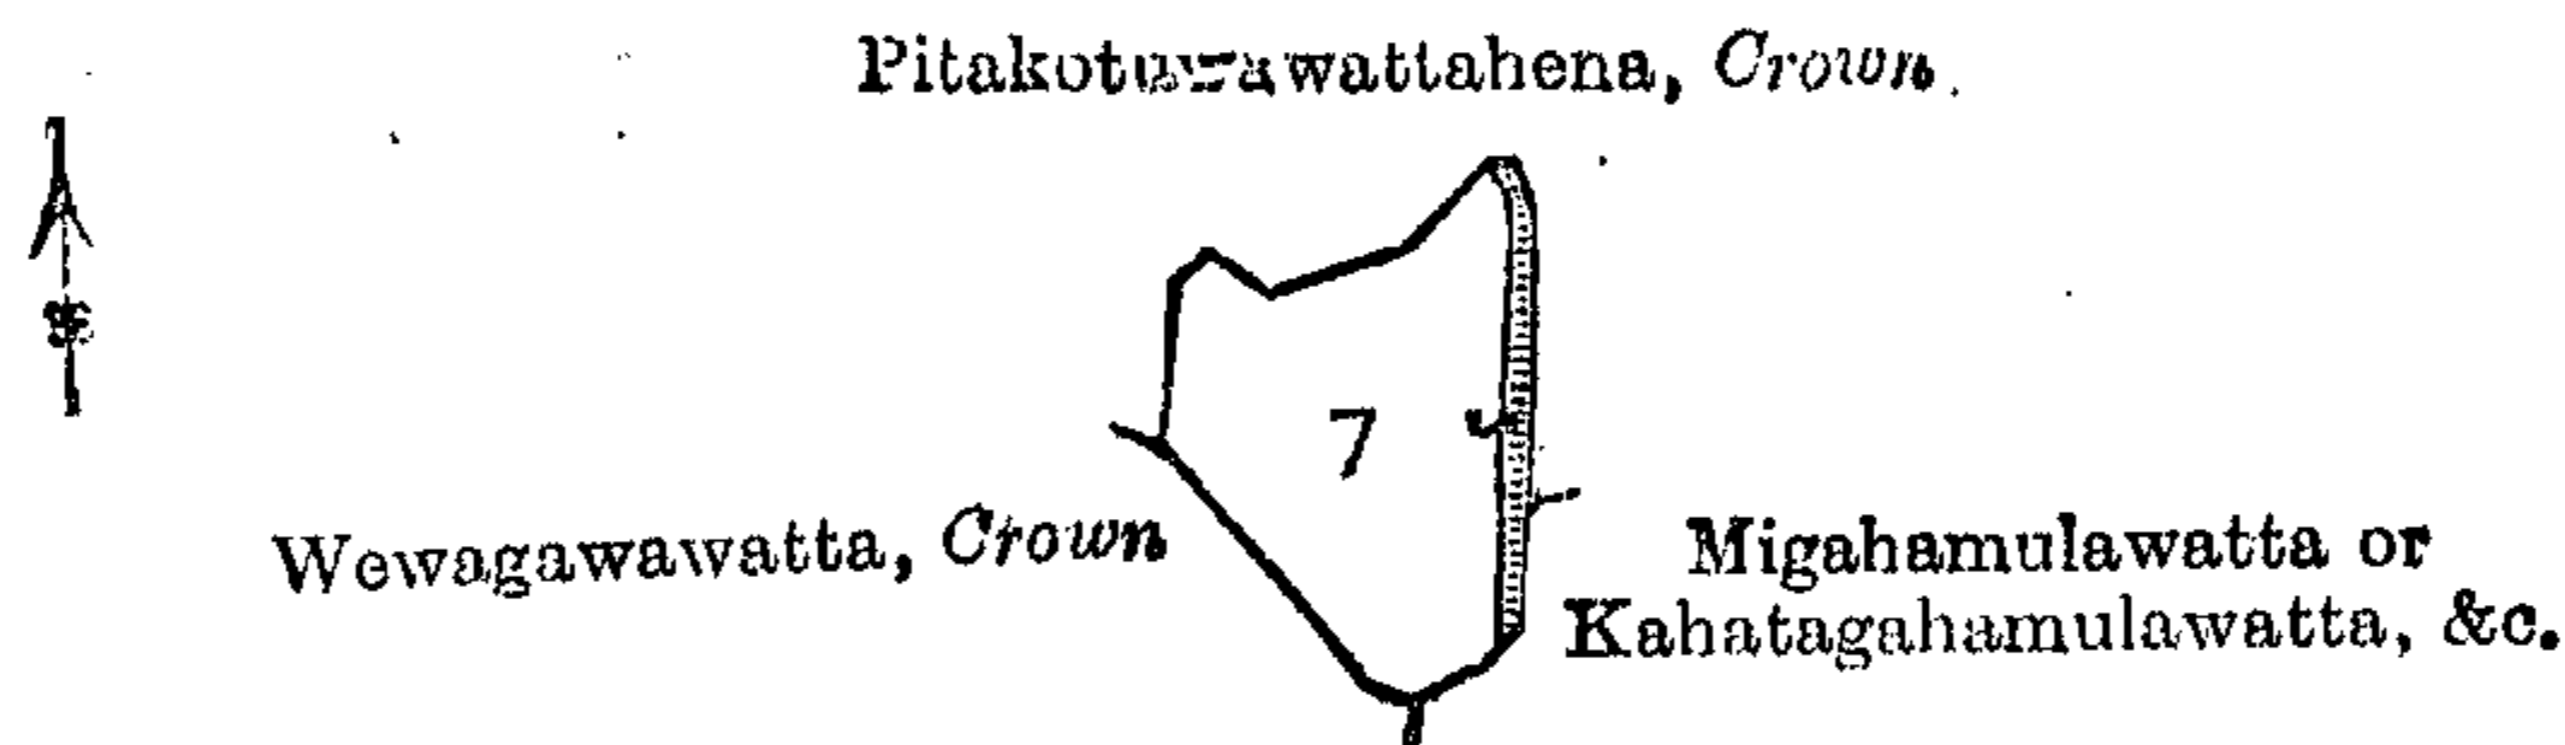 Pitakotuwawattahena, Crown.
7
Wewagawawatta, Crown
Migahamulawatta or
Kahatagahamulawatta, &c.